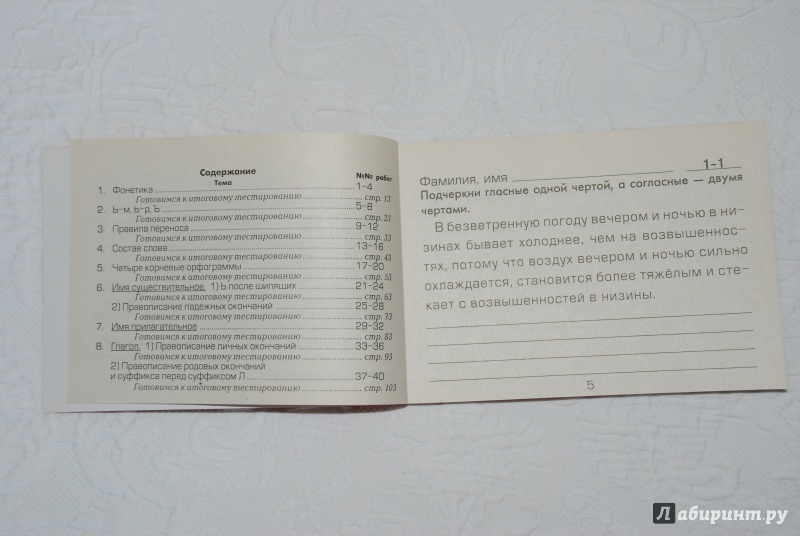 Содержание
Тема №№ работ
1. Фонетика 1–4
Готовимся к итоговому тестированию стр. 13
2. Ь–м, Ь–р, Ъ 5–8
Готовимся к итоговому тестированию стр. 23
3. Правила переноса 9–12
Готовимся к итоговому тестированию стр. 33
4. Состав слова 13–16
Готовимся к итоговому тестированию стр. 43
5. Четыре корневые орфограммы 17–20
Готовимся к итоговому тестированию стр. 53
6. Имя существительное. 1) Ь после шипящих 21–24
Готовимся к итоговому тестированию стр. 63
2) Правописание падежных окончаний 25–28
Готовимся к итоговому тестированию стр. 73
7. Имя прилагательное 29–32
Готовимся к итоговому тестированию стр. 83
8. Глагол. 1) Правописание личных окончаний 33–36
Готовимся к итоговому тестированию стр. 93
2) Правописание родовых окончаний
и суффикса перед суффиксом Л 37–40
Готовимся к итоговому тестированию стр. 103
Фамилия, имя 1–1
Подчеркни гласные одной чертой, а согласные — двумя
чертами.
В безветренную погоду вечером и ночью в ни-
зинах бывает холоднее, чем на возвышеннос-
тях, потому что воздух вечером и ночью сильно
охлаждается, становится более тяжёлым и сте-
кает с возвышенностей в низины.
5
Лабиринт.ру